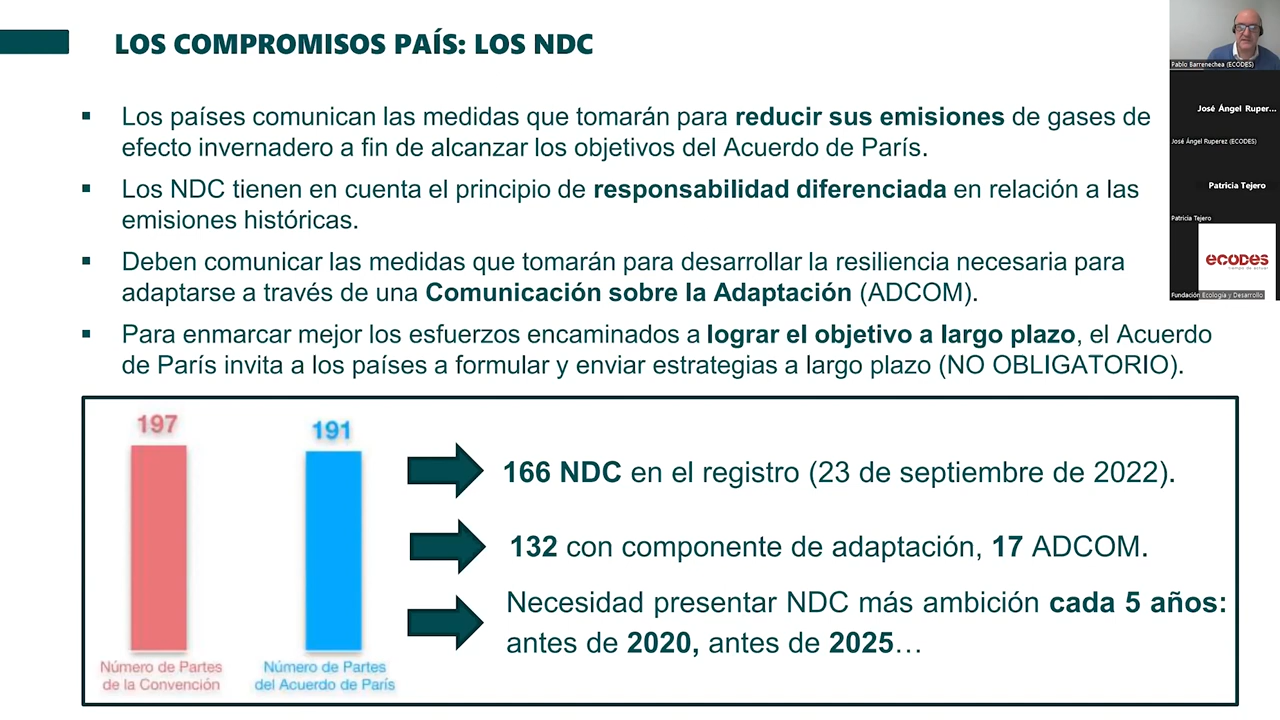 LOS COMPROMISOS PAÍS: LOS NDC
▪ Los países comunican las medidas que tomarán para reducir sus emisiones de gases de
efecto invernadero a fin de alcanzar los objetivos del Acuerdo de París.
▪ Los NDC tienen en cuenta el principio de responsabilidad diferenciada en relación a las
emisiones históricas.
▪ Deben comunicar las medidas que tomarán para desarrollar la resiliencia necesaria para
adaptarse a través de una Comunicación sobre la Adaptación (ADCOM).
▪ Para enmarcar mejor los esfuerzos encaminados a lograr el objetivo a largo plazo, el Acuerdo
de París invita a los países a formular y enviar estrategias a largo plazo (NO OBLIGATORIO).
197
191
Número de Partes
de la Convención
Número de Partes
del Acuerdo de París
166 NDC en el registro (23 de septiembre de 2022).
132 con componente de adaptación, 17 ADCOM.
Necesidad presentar NDC más ambición cada 5 años:
antes de 2020, antes de 2025…
Pablo Barrenechea (ECODES)
José Ángel Ruper...
José Ángel Ruperez (ECODES)
Patricia Tejero
Patricia Tejero
ecodes
tiempo de actuar
Fundación Ecología y Desarrollo